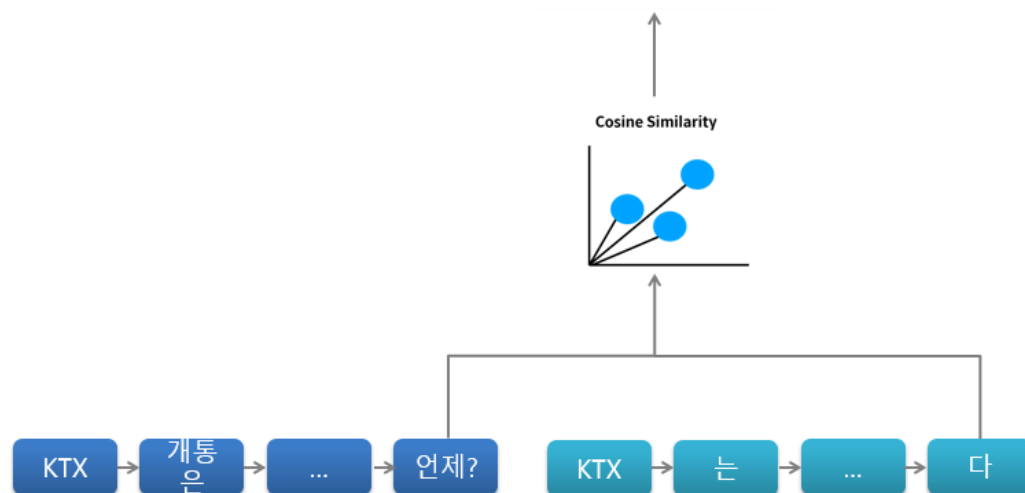 Cosine Similarity
KTX
개통
은
...
언제?
KTX
는
...
다